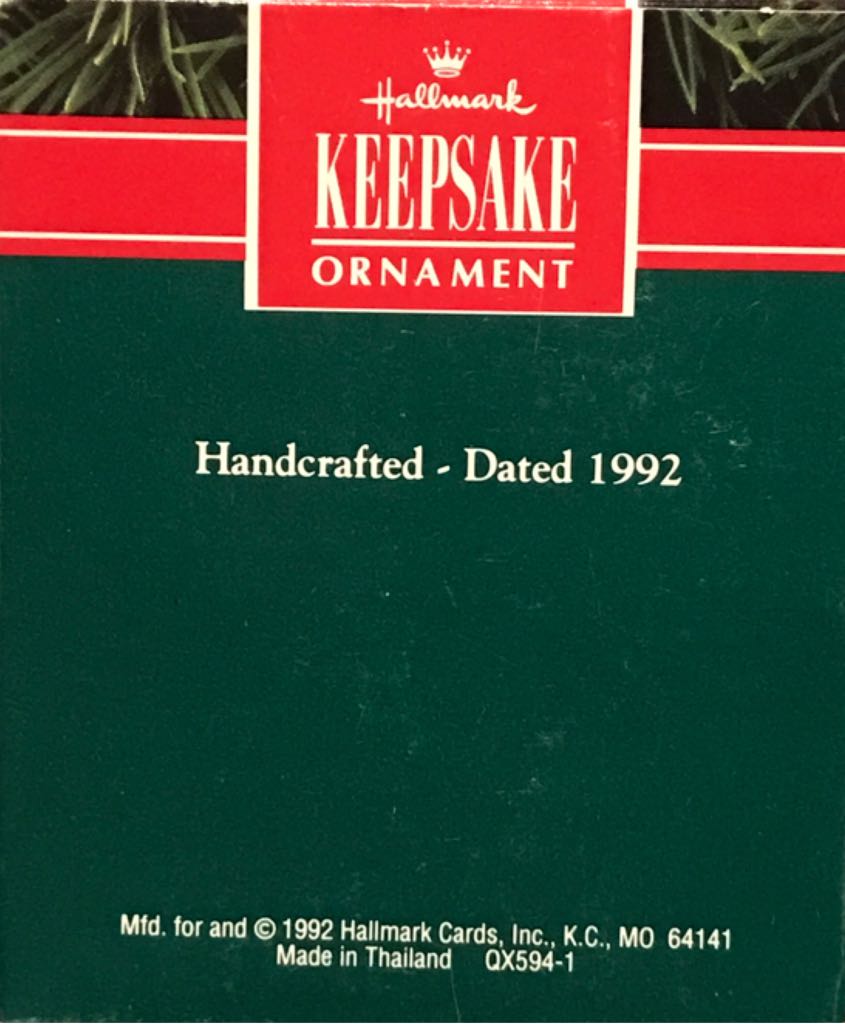 Hallmark
KEEPSAKE
ORNAMENT
Handcrafted - Dated 1992
Mfd. for and © 1992 Hallmark Cards, Inc., K.C., MO 64141
Made in Thailand QX594-1